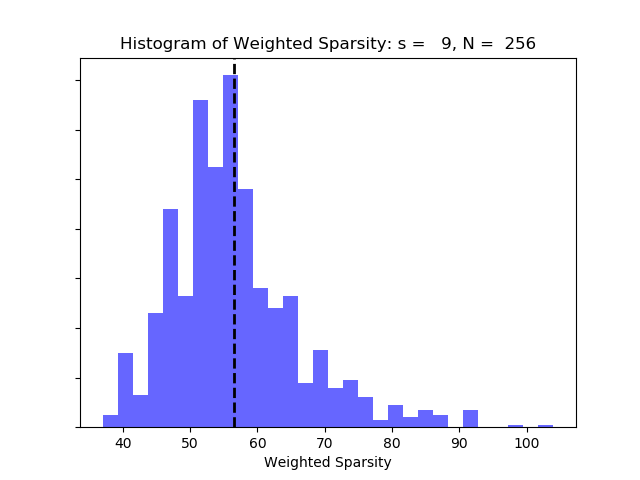 Histogram of Weighted Sparsity: s =   9, N =  256
40 50 60 70 80 90 100
Weighted Sparsity